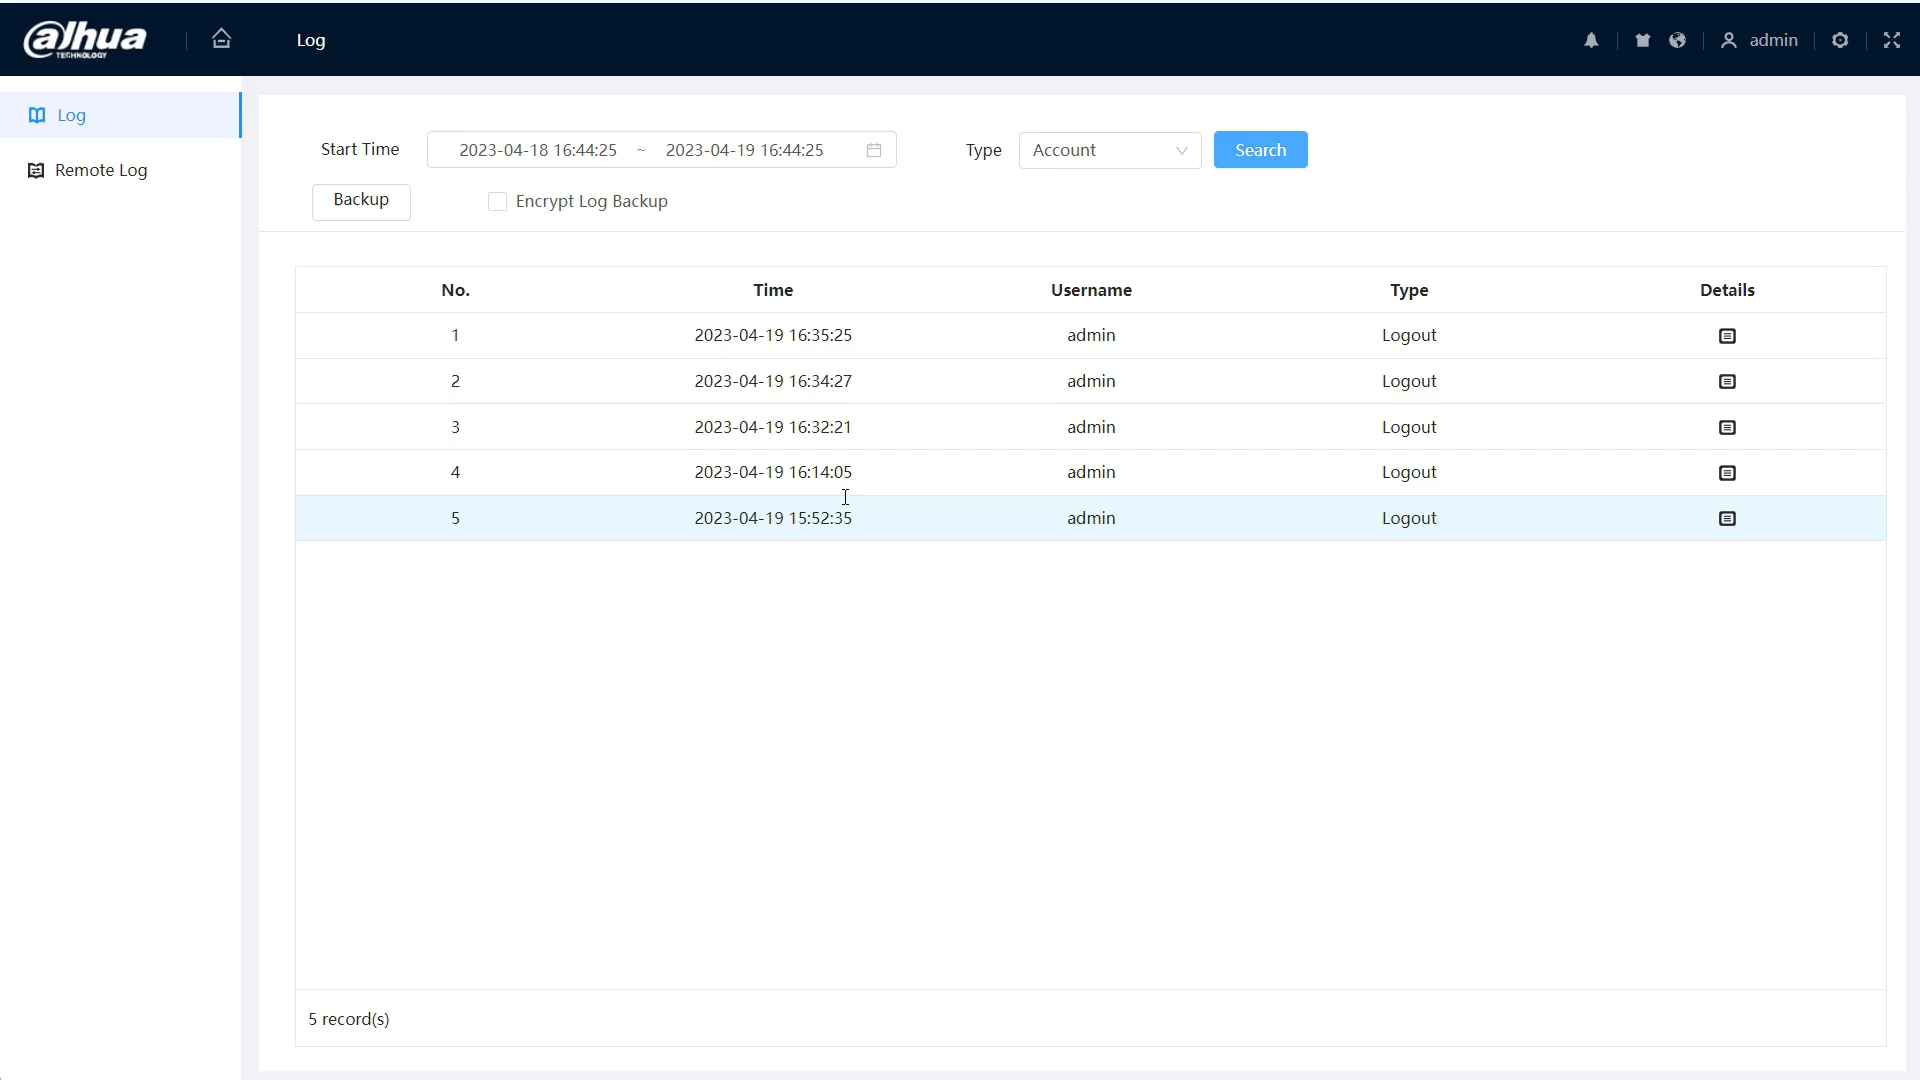 alhua
TECHNOLOGY
Log
admin
Log
Remote Log
Start Time 2023-04-18 16:44:25 ~ 2023-04-19 16:44:25 Type Account Search
Backup Encrypt Log Backup
No. Time Username Type Details
1 2023-04-19 16:35:25 admin Logout
2 2023-04-19 16:34:27 admin Logout
3 2023-04-19 16:32:21 admin Logout
4 2023-04-19 16:14:05 admin Logout
5 2023-04-19 15:52:35 admin Logout
5 record(s)